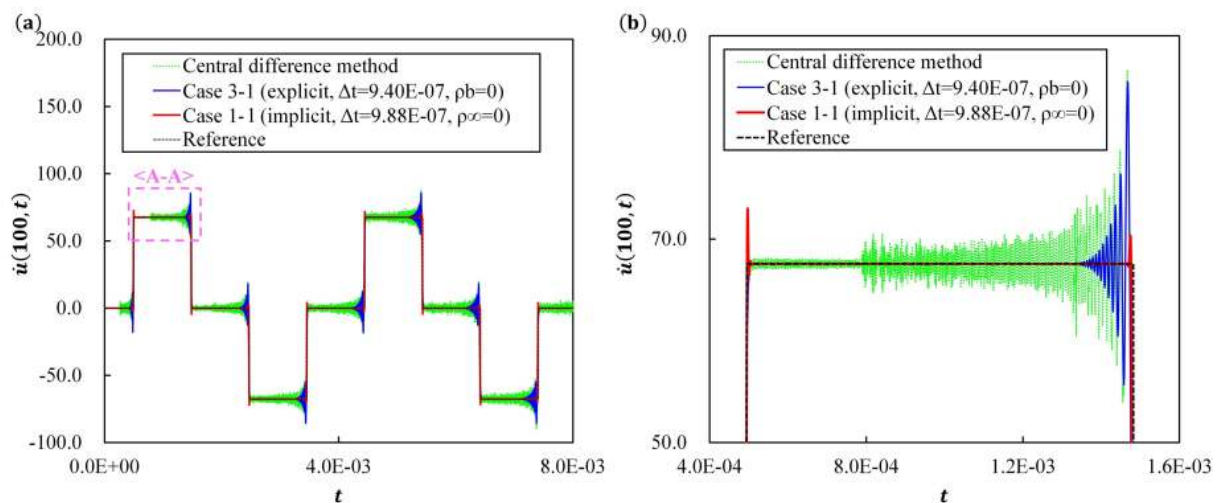 (a)
200.0
150.0
100.0
50.0
0.0
-50.0
-100.0
u̇(100, t)
Central difference method
Case 3-1 (explicit, Δt=9.40E-07, ρb=0)
Case 1-1 (implicit, Δt=9.88E-07, ρ∞=0)
Reference
<A-A>
0.0E+00
4.0E-03
8.0E-03
t
(b)
90.0
70.0
50.0
u̇(100, t)
Central difference method
Case 3-1 (explicit, Δt=9.40E-07, ρb=0)
Case 1-1 (implicit, Δt=9.88E-07, ρ∞=0)
Reference
4.0E-04
8.0E-04
1.2E-03
1.6E-03
t